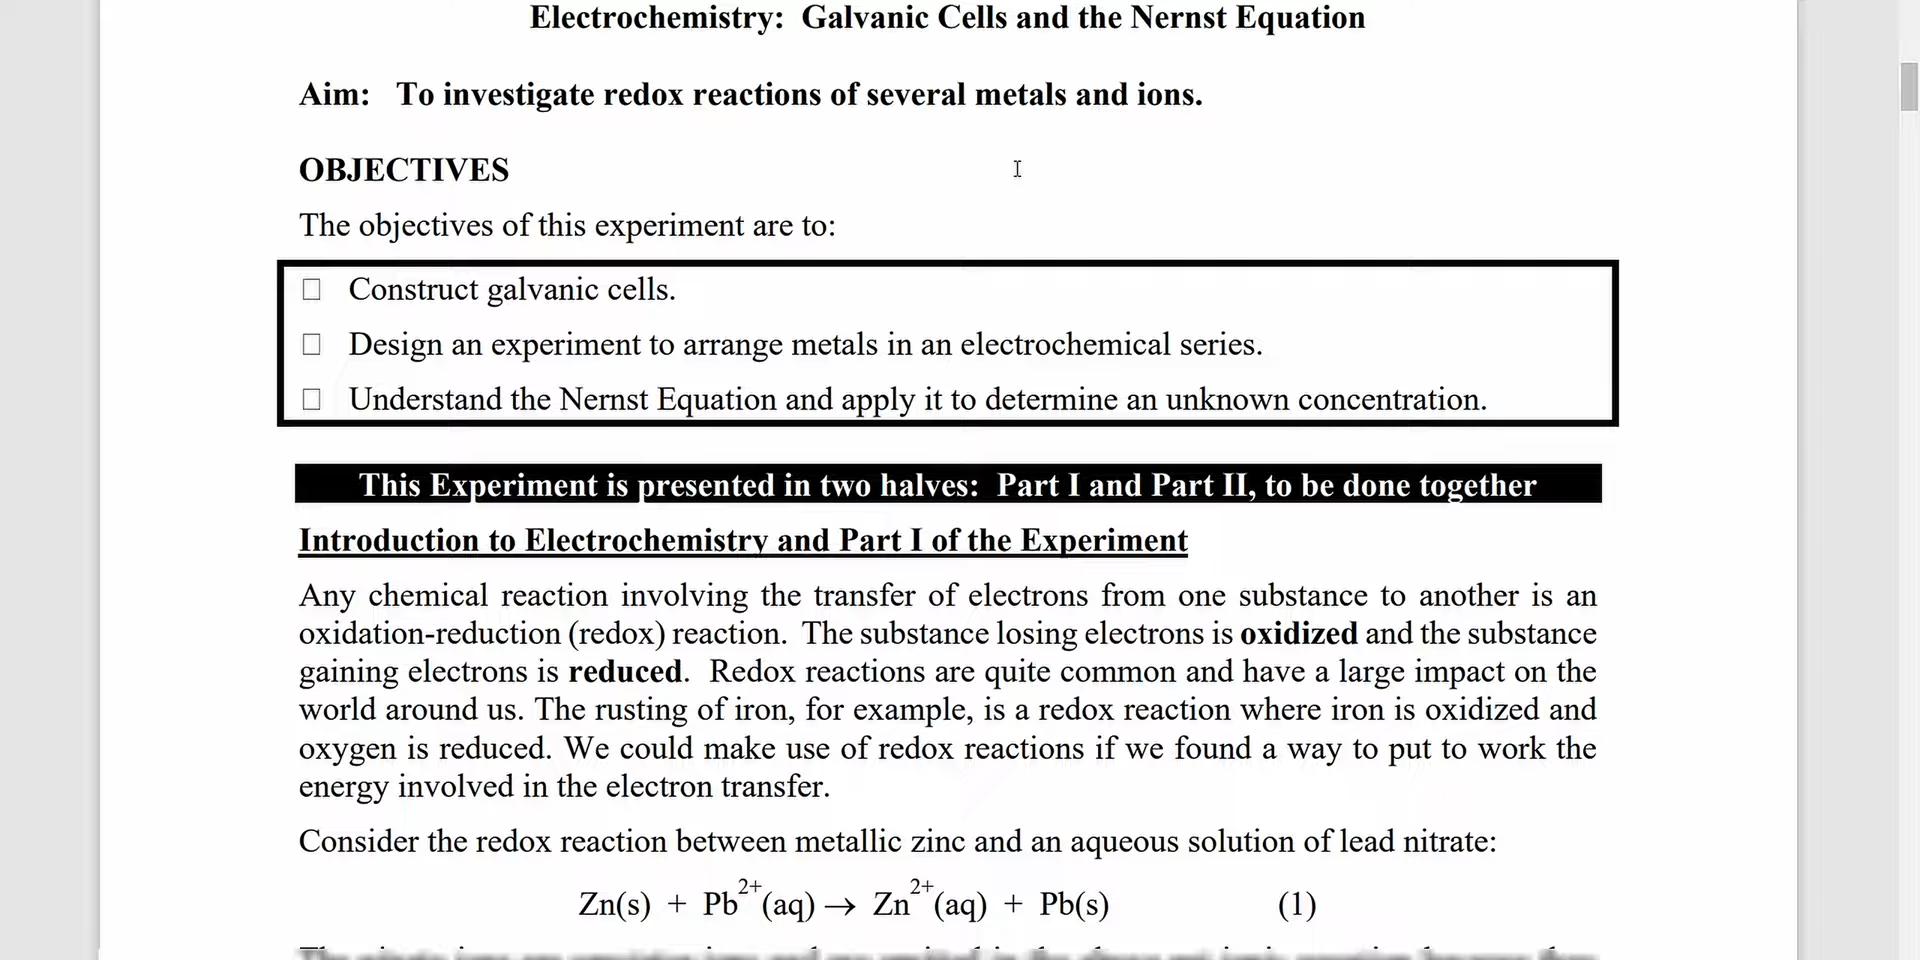 Electrochemistry: Galvanic Cells and the Nernst Equation
Aim: To investigate redox reactions of several metals and ions.
OBJECTIVES
The objectives of this experiment are to:
☐ Construct galvanic cells.
☐ Design an experiment to arrange metals in an electrochemical series.
☐ Understand the Nernst Equation and apply it to determine an unknown concentration.
This Experiment is presented in two halves: Part I and Part II, to be done together
Introduction to Electrochemistry and Part I of the Experiment
Any chemical reaction involving the transfer of electrons from one substance to another is an
oxidation-reduction (redox) reaction. The substance losing electrons is oxidized and the substance
gaining electrons is reduced. Redox reactions are quite common and have a large impact on the
world around us. The rusting of iron, for example, is a redox reaction where iron is oxidized and
oxygen is reduced. We could make use of redox reactions if we found a way to put to work the
energy involved in the electron transfer.
Consider the redox reaction between metallic zinc and an aqueous solution of lead nitrate:
Zn(s) + Pb²⁺(aq) → Zn²⁺(aq) + Pb(s) (1)